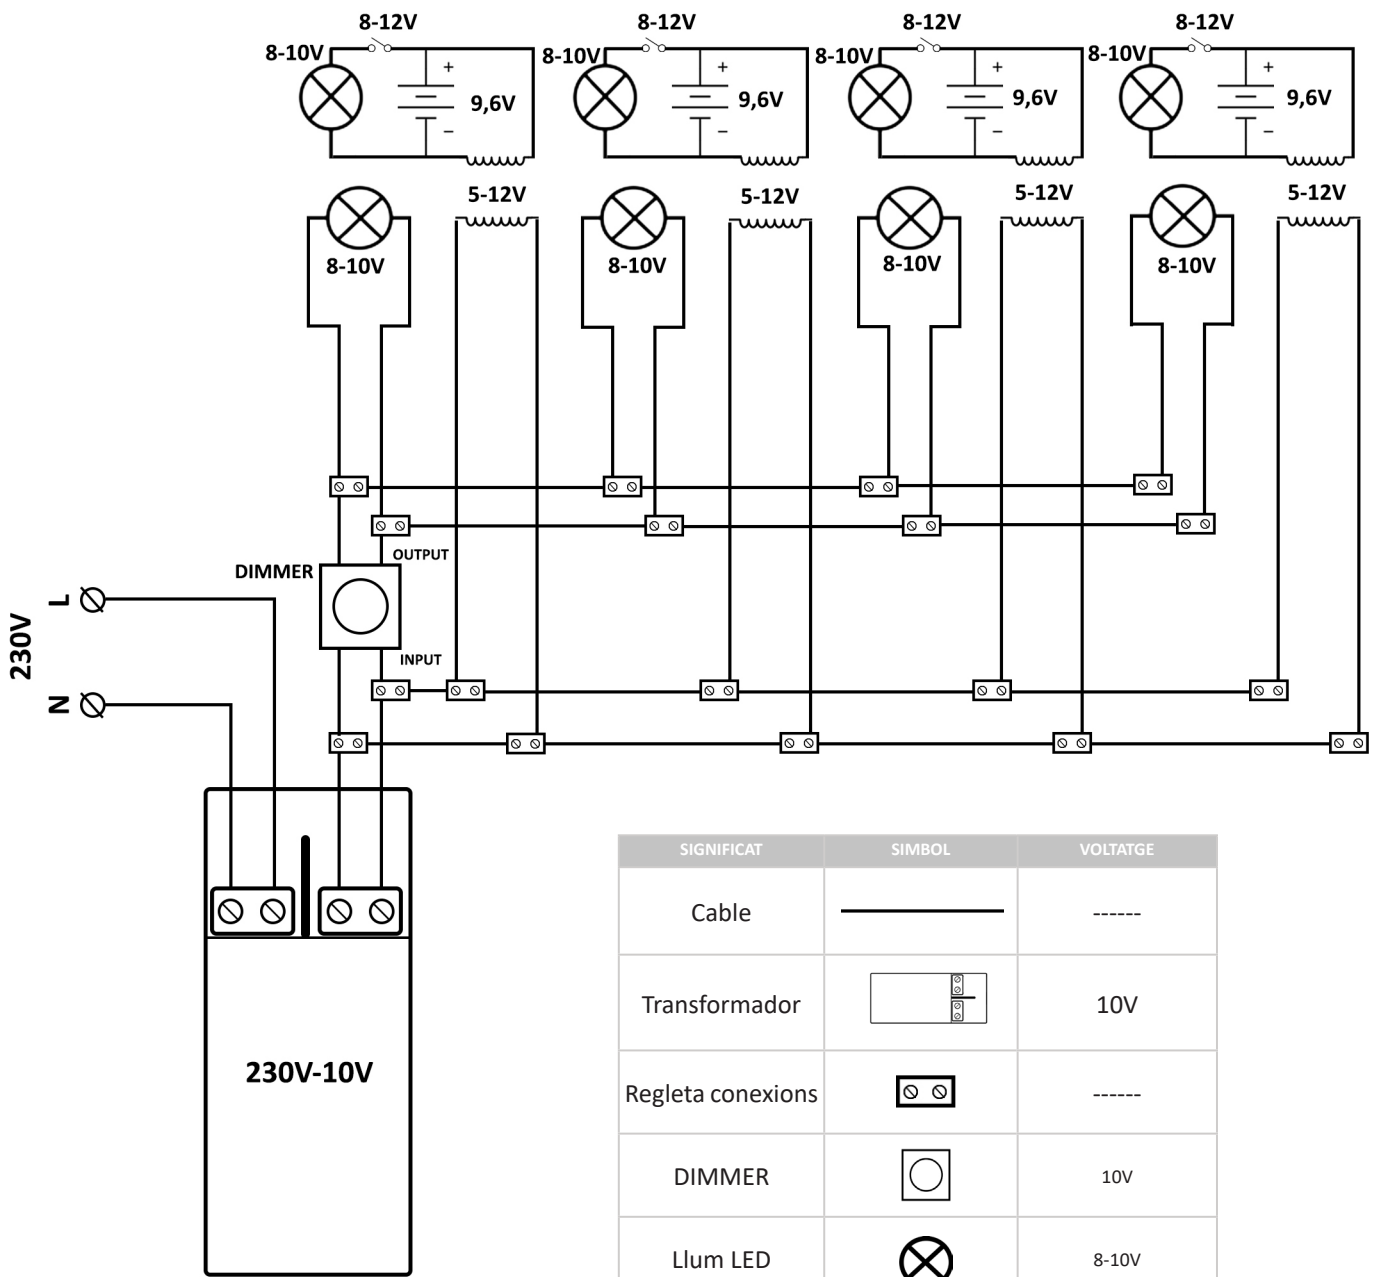 8-12V 8-12V 8-12V 8-12V
8-10V 8-10V 8-10V 8-10V
+ + + +
9,6V 9,6V 9,6V 9,6V
− − − −
5-12V 5-12V 5-12V 5-12V
8-10V 8-10V 8-10V 8-10V
OUTPUT
DIMMER
INPUT
230V
L
N
230V-10V
SIGNIFICAT SIMBOL VOLTATGE
Cable ------
Transformador 10V
Regleta conexions ------
DIMMER 10V
Llum LED 8-10V